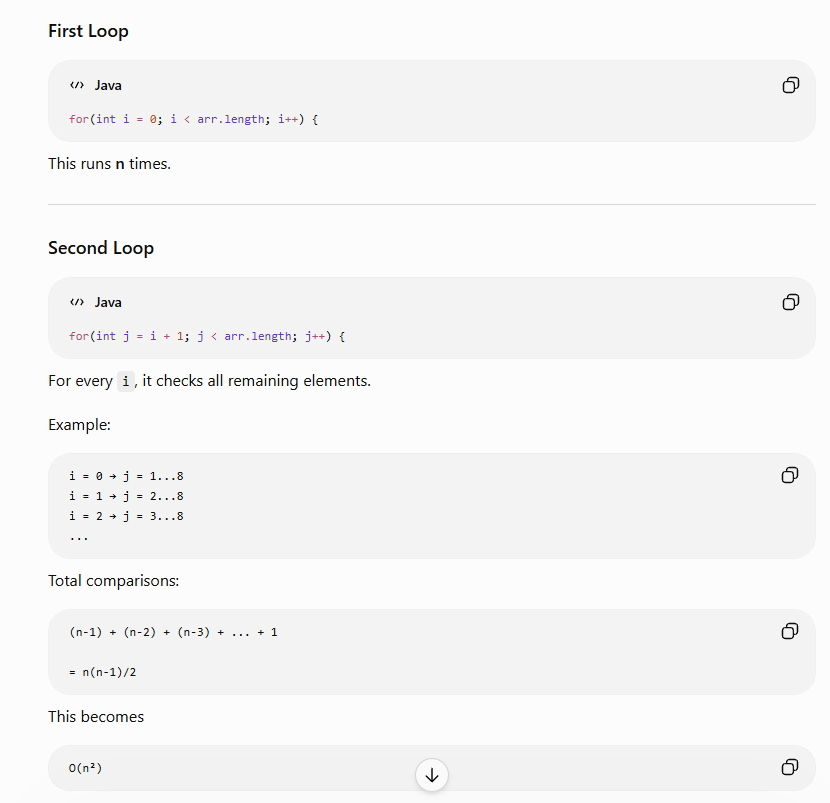 First Loop
Java
for(int i = 0; i < arr.length; i++) {
This runs n times.
Second Loop
Java
for(int j = i + 1; j < arr.length; j++) {
For every i, it checks all remaining elements.
Example:
i = 0 → j = 1...8
i = 1 → j = 2...8
i = 2 → j = 3...8
...
Total comparisons:
(n-1) + (n-2) + (n-3) + ... + 1
= n(n-1)/2
This becomes
O(n²)